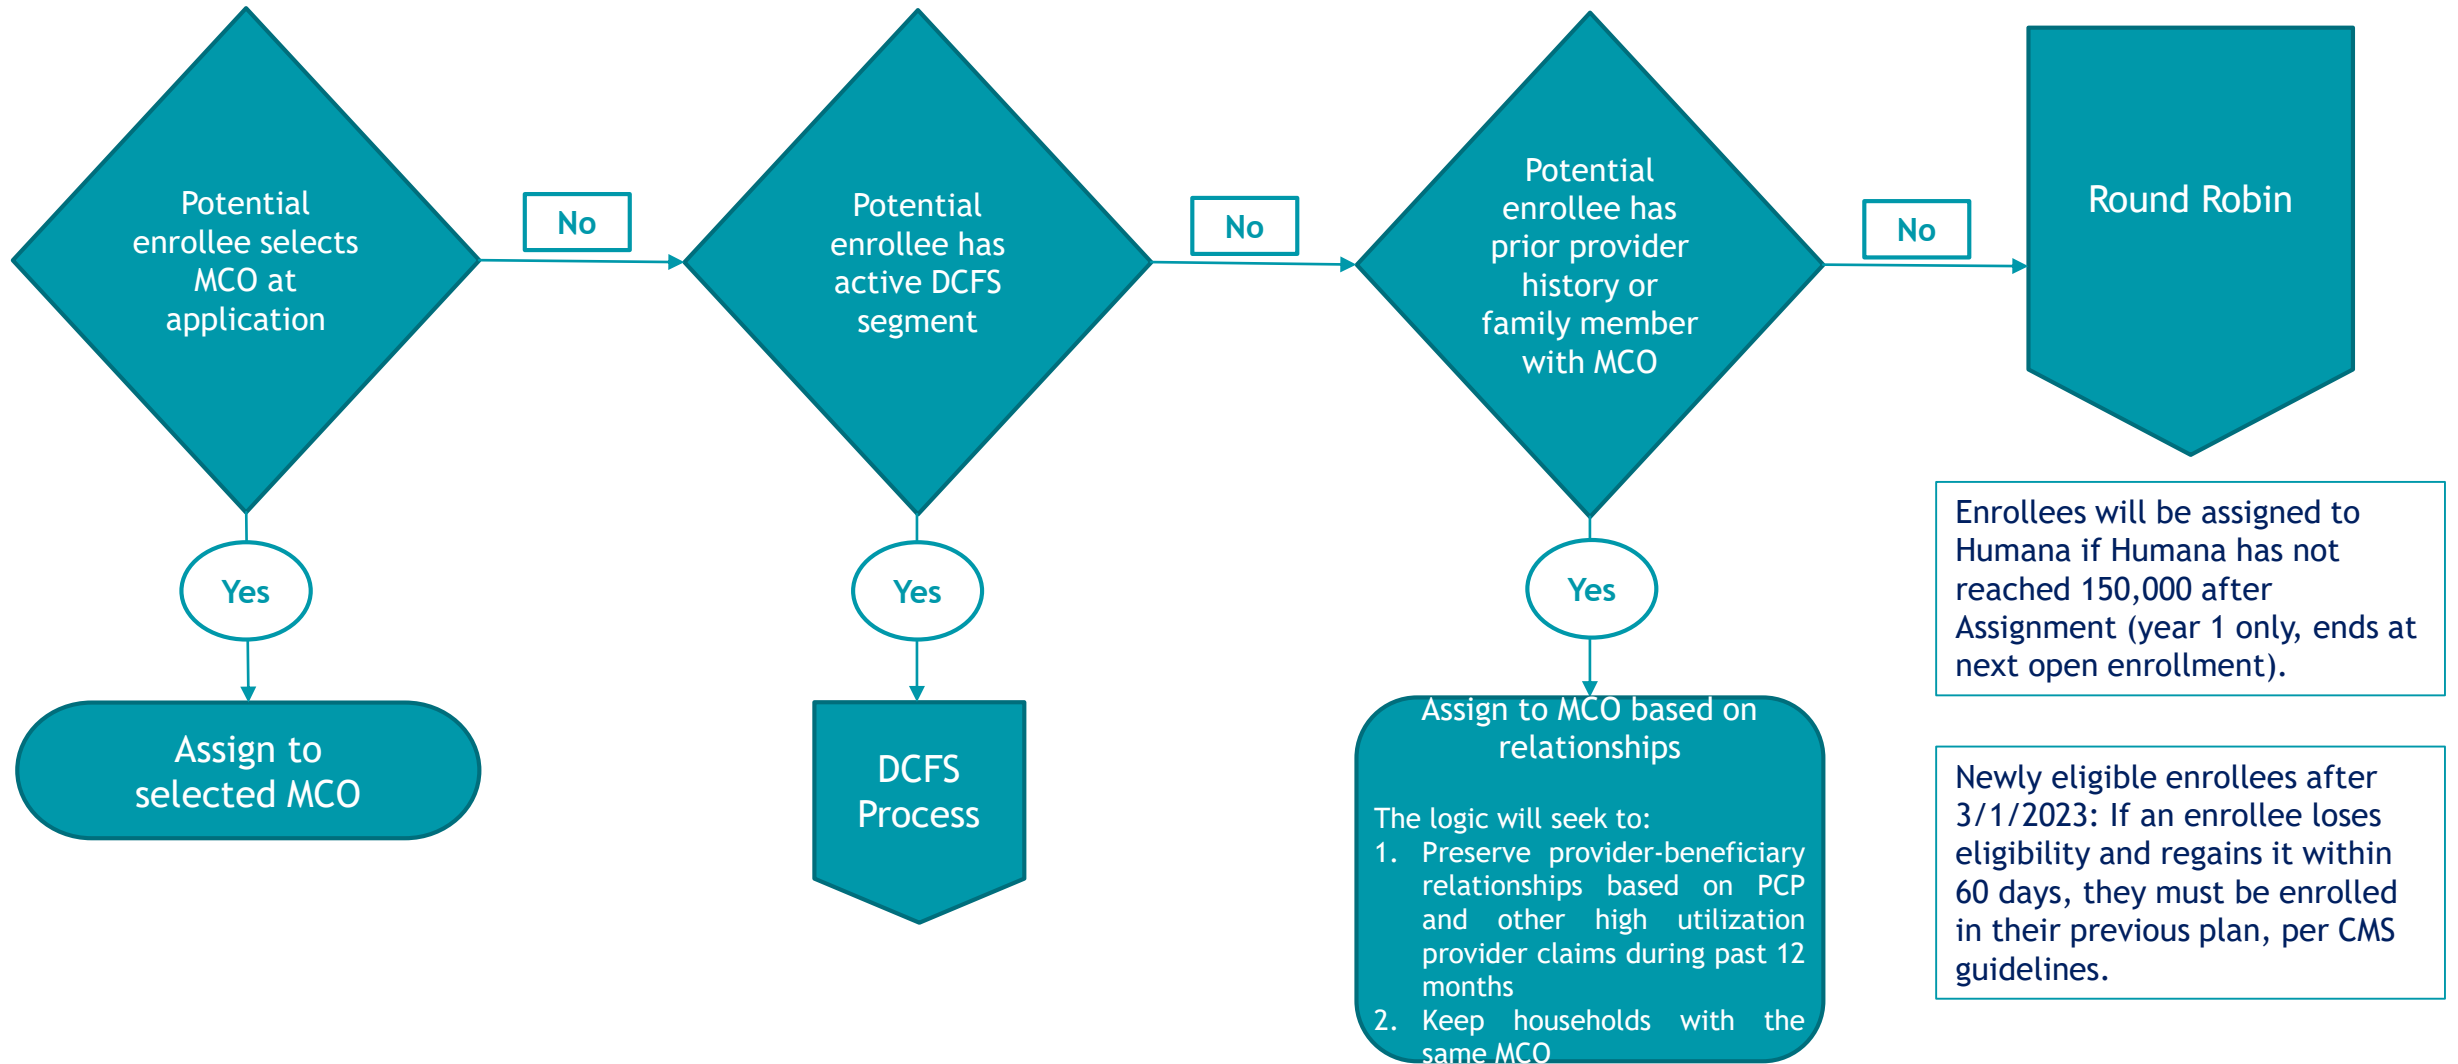 Potential
enrollee selects
MCO at
application
No
Potential
enrollee has
active DCFS
segment
No
Potential
enrollee has
prior provider
history or
family member
with MCO
No
Round Robin
Yes
Assign to
selected MCO
Yes
DCFS
Process
Yes
Assign to MCO based on
relationships
The logic will seek to:
1. Preserve provider-beneficiary
relationships based on PCP
and other high utilization
provider claims during past 12
months
2. Keep households with the
same MCO
Enrollees will be assigned to
Humana if Humana has not
reached 150,000 after
Assignment (year 1 only, ends at
next open enrollment).
Newly eligible enrollees after
3/1/2023: If an enrollee loses
eligibility and regains it within
60 days, they must be enrolled
in their previous plan, per CMS
guidelines.